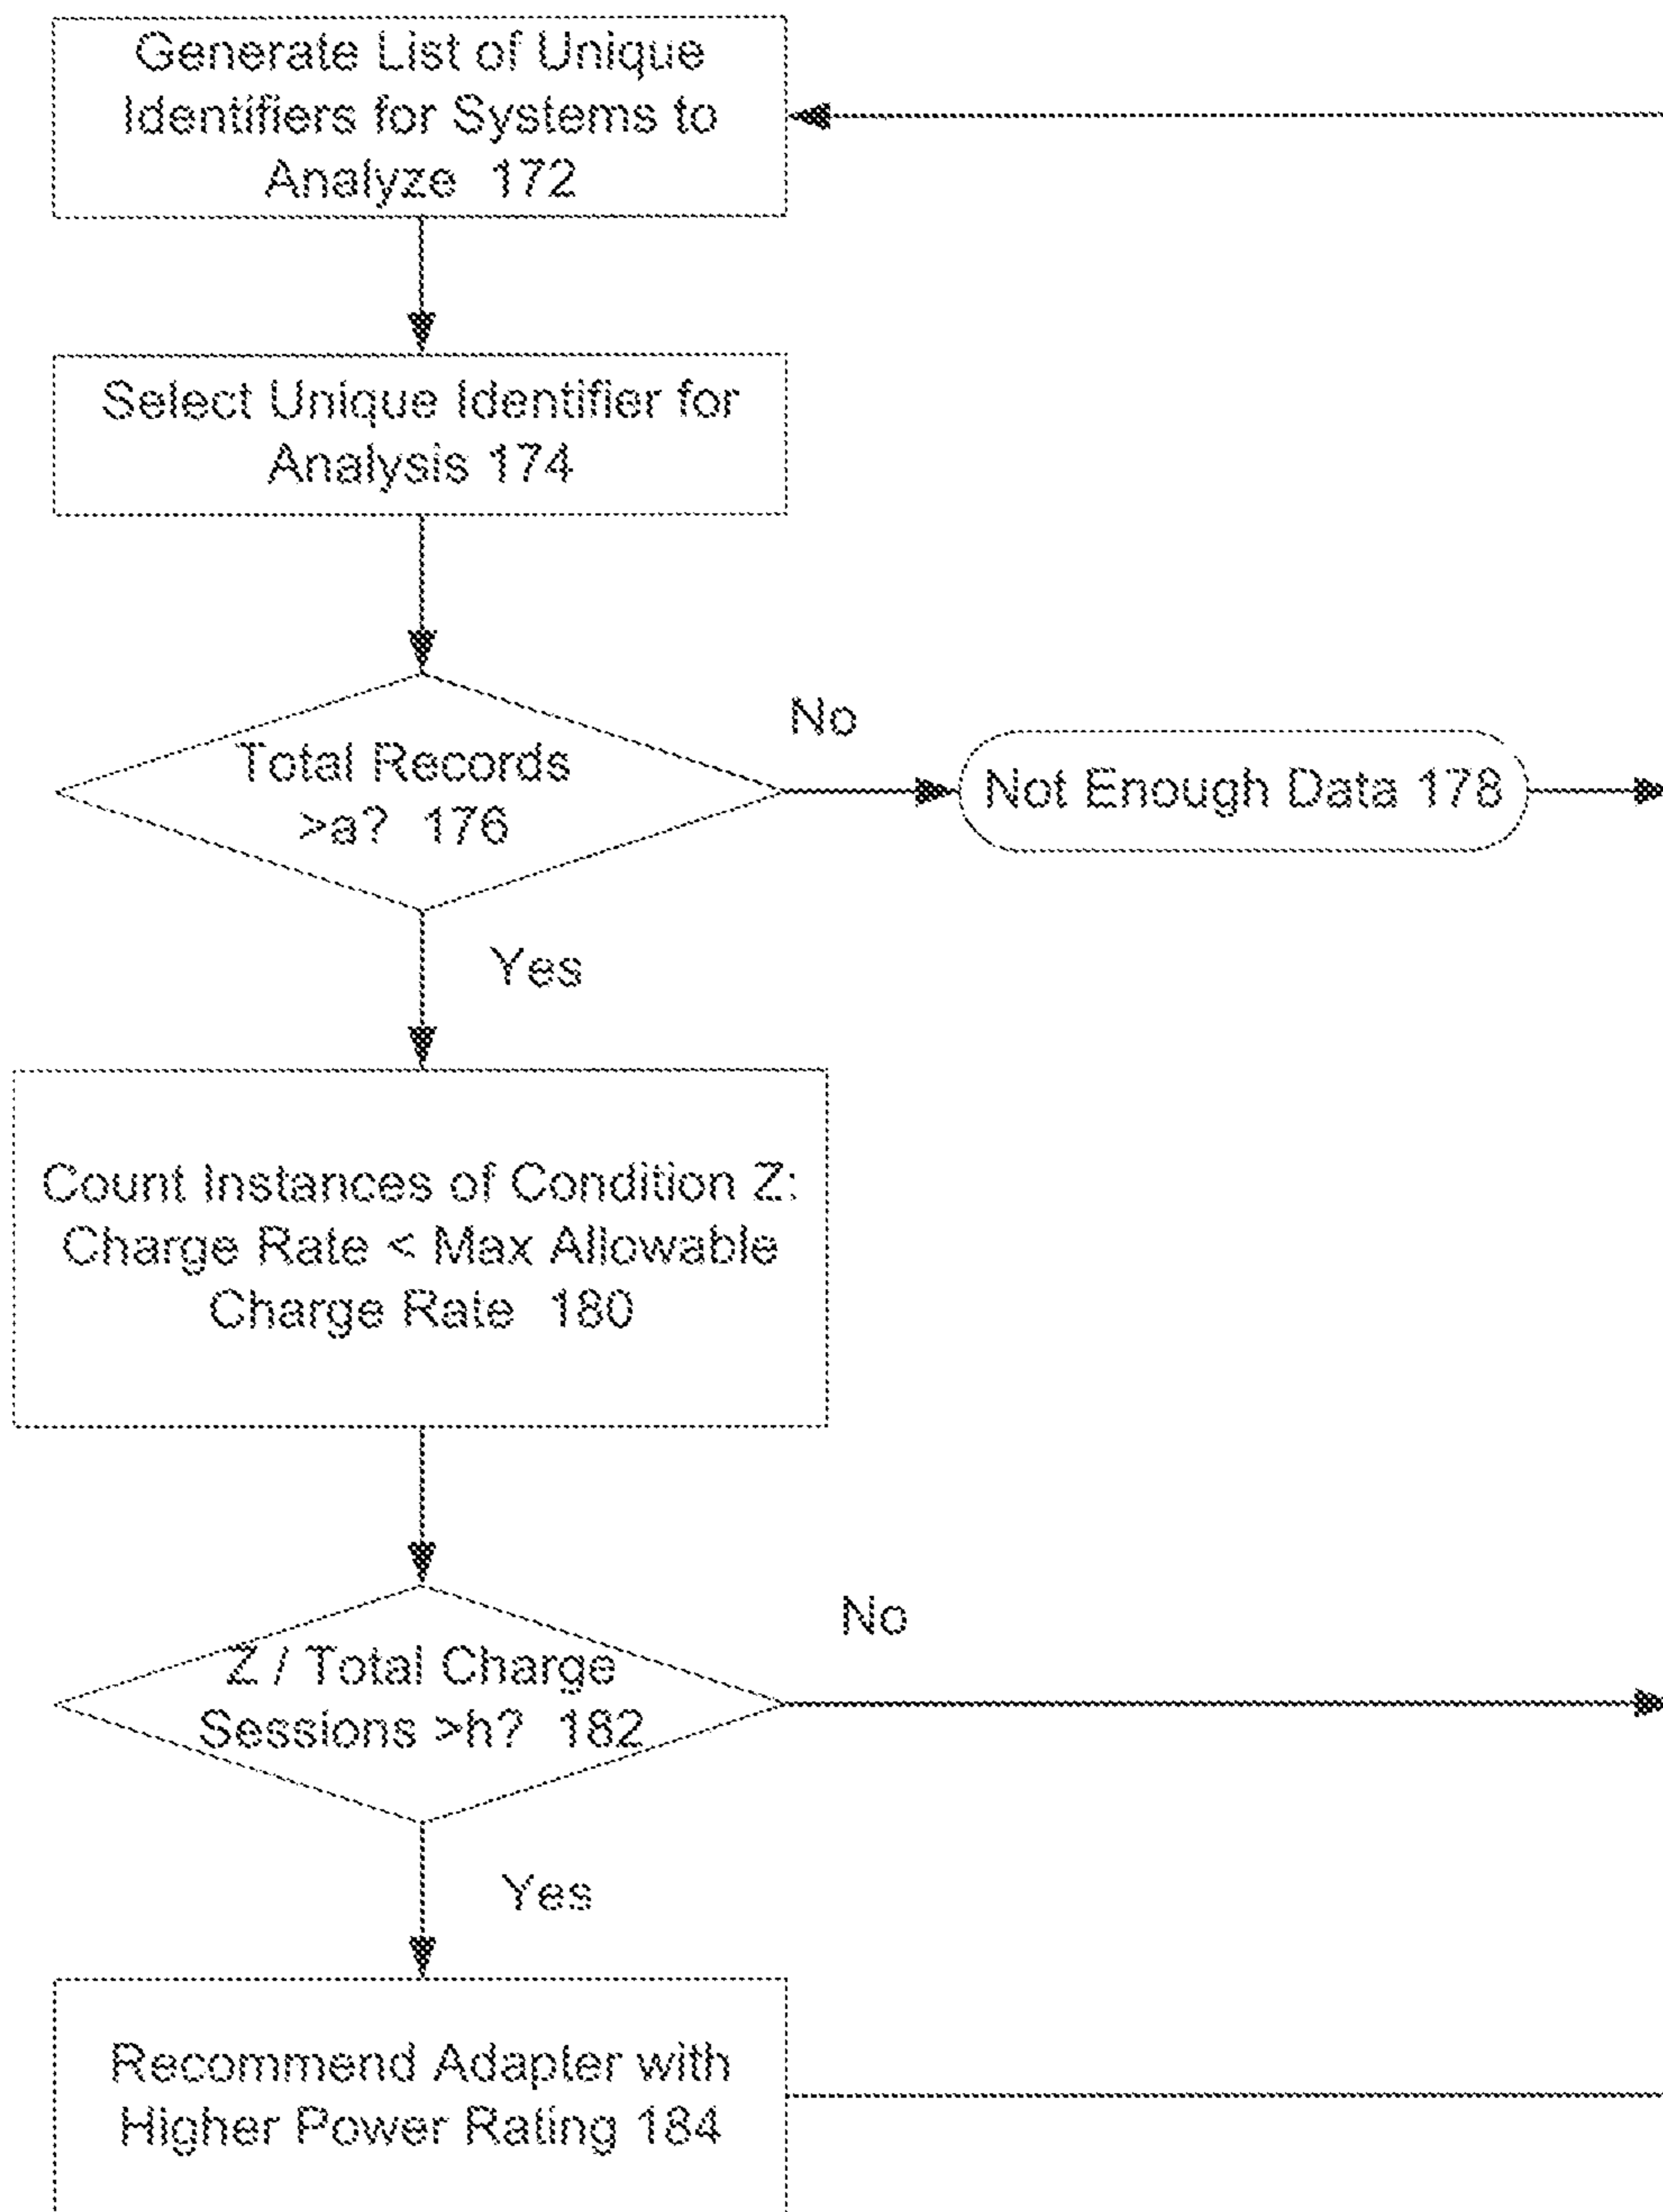 Generate List of Unique
Identifiers for Systems to
Analyze 172
Select Unique Identifier for
Analysis 174
Total Records
>a? 176
No
Not Enough Data 178
Yes
Count Instances of Condition Z:
Charge Rate < Max Allowable
Charge Rate 180
Z / Total Charge
Sessions >h? 182
No
Yes
Recommend Adapter with
Higher Power Rating 184